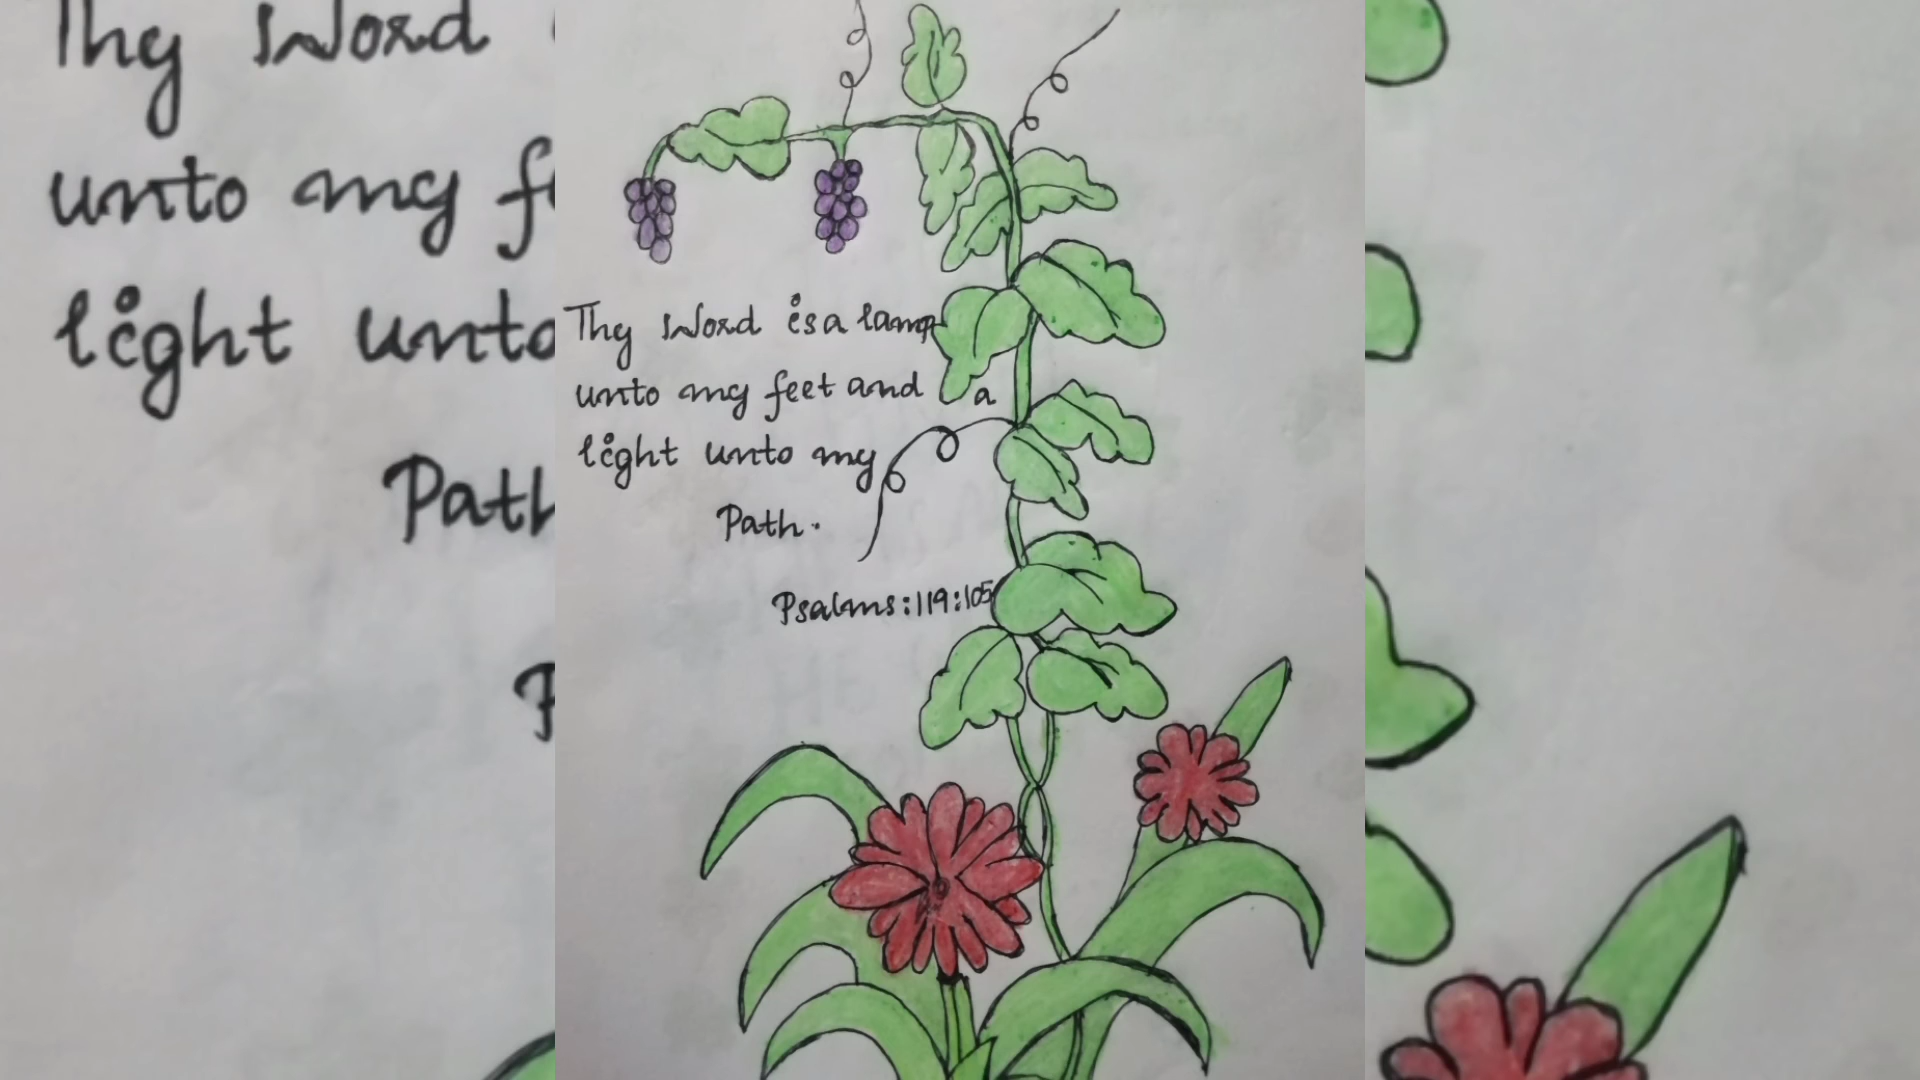 Thy Word is a lamp
unto my feet and a
light unto my
Path.
Psalms:119:105